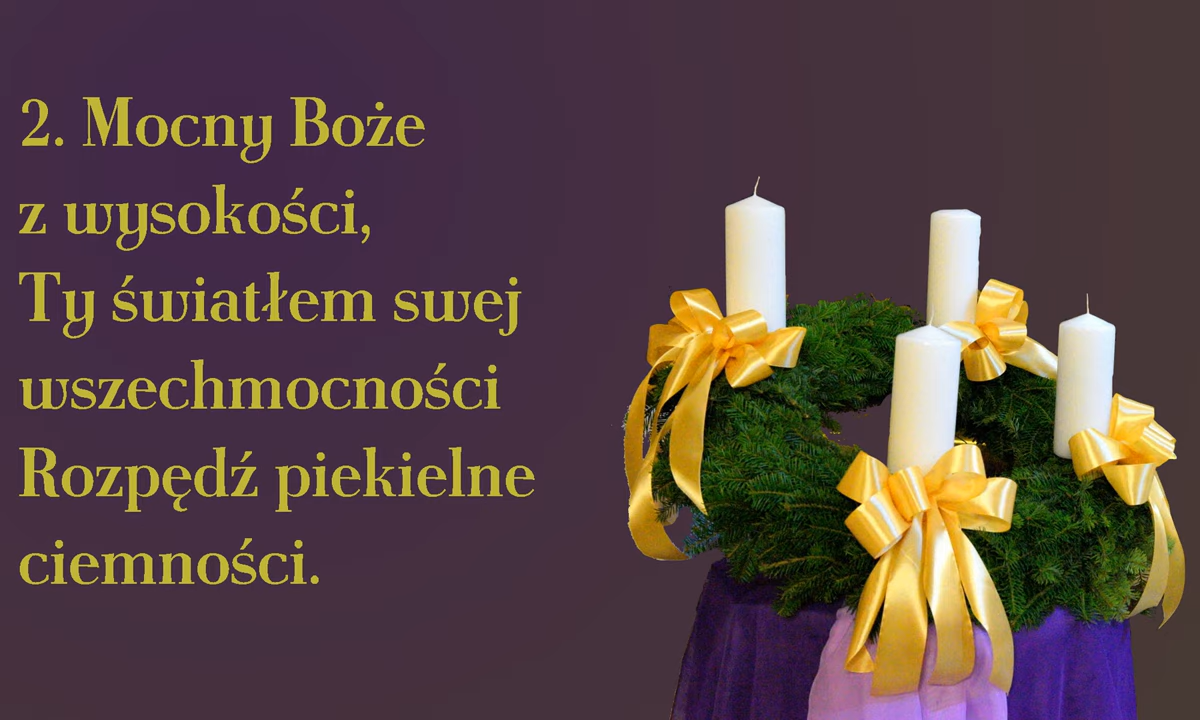 2. Mocny Boże
z wysokości,
Ty światłem swej
wszechmocności
Rozpędź piekielne
ciemności.